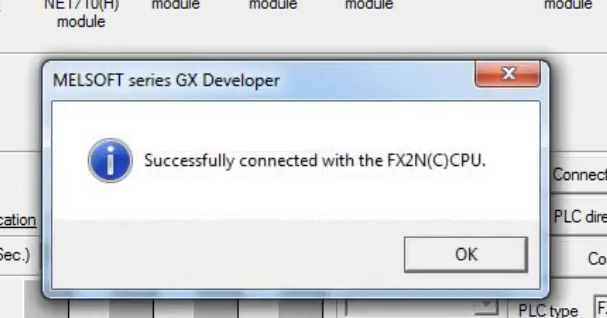 NET/10(H)
module
module
module
module
module
MELSOFT series GX Developer
Successfully connected with the FX2N(C)CPU.
Connect
cation
PLC dire
Sec.)
OK
Co
PLC type